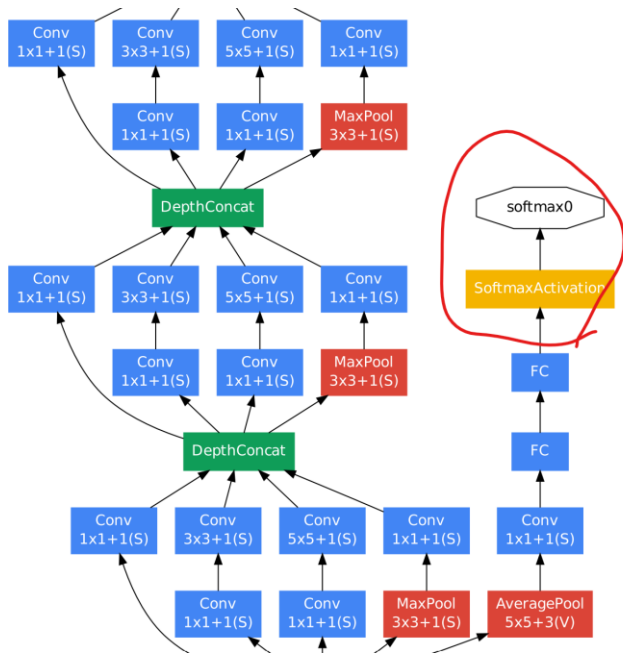 Conv
1x1+1(S)
Conv
3x3+1(S)
Conv
5x5+1(S)
Conv
1x1+1(S)
Conv
1x1+1(S)
Conv
1x1+1(S)
MaxPool
3x3+1(S)
DepthConcat
softmax0
Conv
1x1+1(S)
Conv
3x3+1(S)
Conv
5x5+1(S)
Conv
1x1+1(S)
SoftmaxActivation
Conv
1x1+1(S)
Conv
1x1+1(S)
MaxPool
3x3+1(S)
FC
DepthConcat
FC
Conv
1x1+1(S)
Conv
3x3+1(S)
Conv
5x5+1(S)
Conv
1x1+1(S)
Conv
1x1+1(S)
Conv
1x1+1(S)
Conv
1x1+1(S)
MaxPool
3x3+1(S)
AveragePool
5x5+3(V)